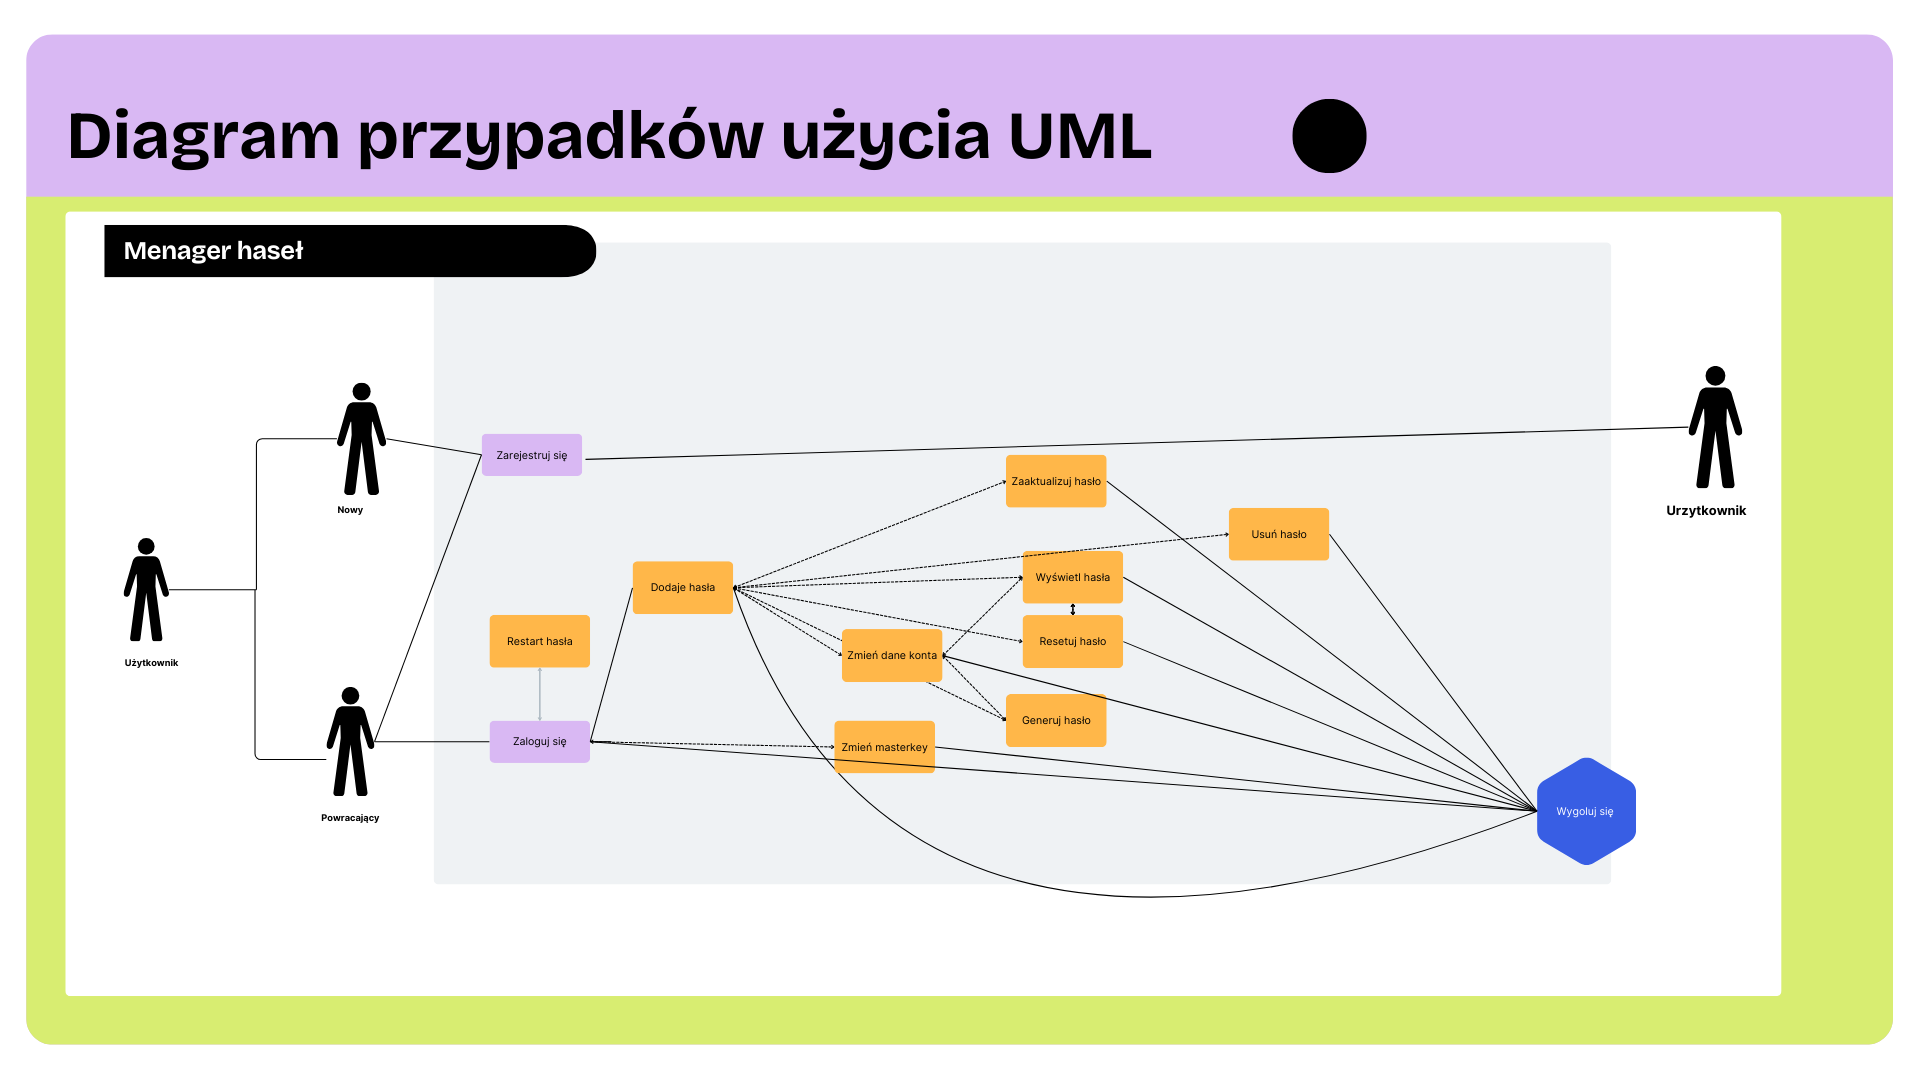 Diagram przypadków użycia UML
Menager haseł
Nowy
Użytkownik
Powracający
Zarejestruj się
Restart hasła
Zaloguj się
Dodaje hasła
Zaaktualizuj hasło
Usuń hasło
Wyświetl hasła
Resetuj hasło
Zmień dane konta
Generuj hasło
Zmień masterkey
Urzytkownik
Wygoluj się